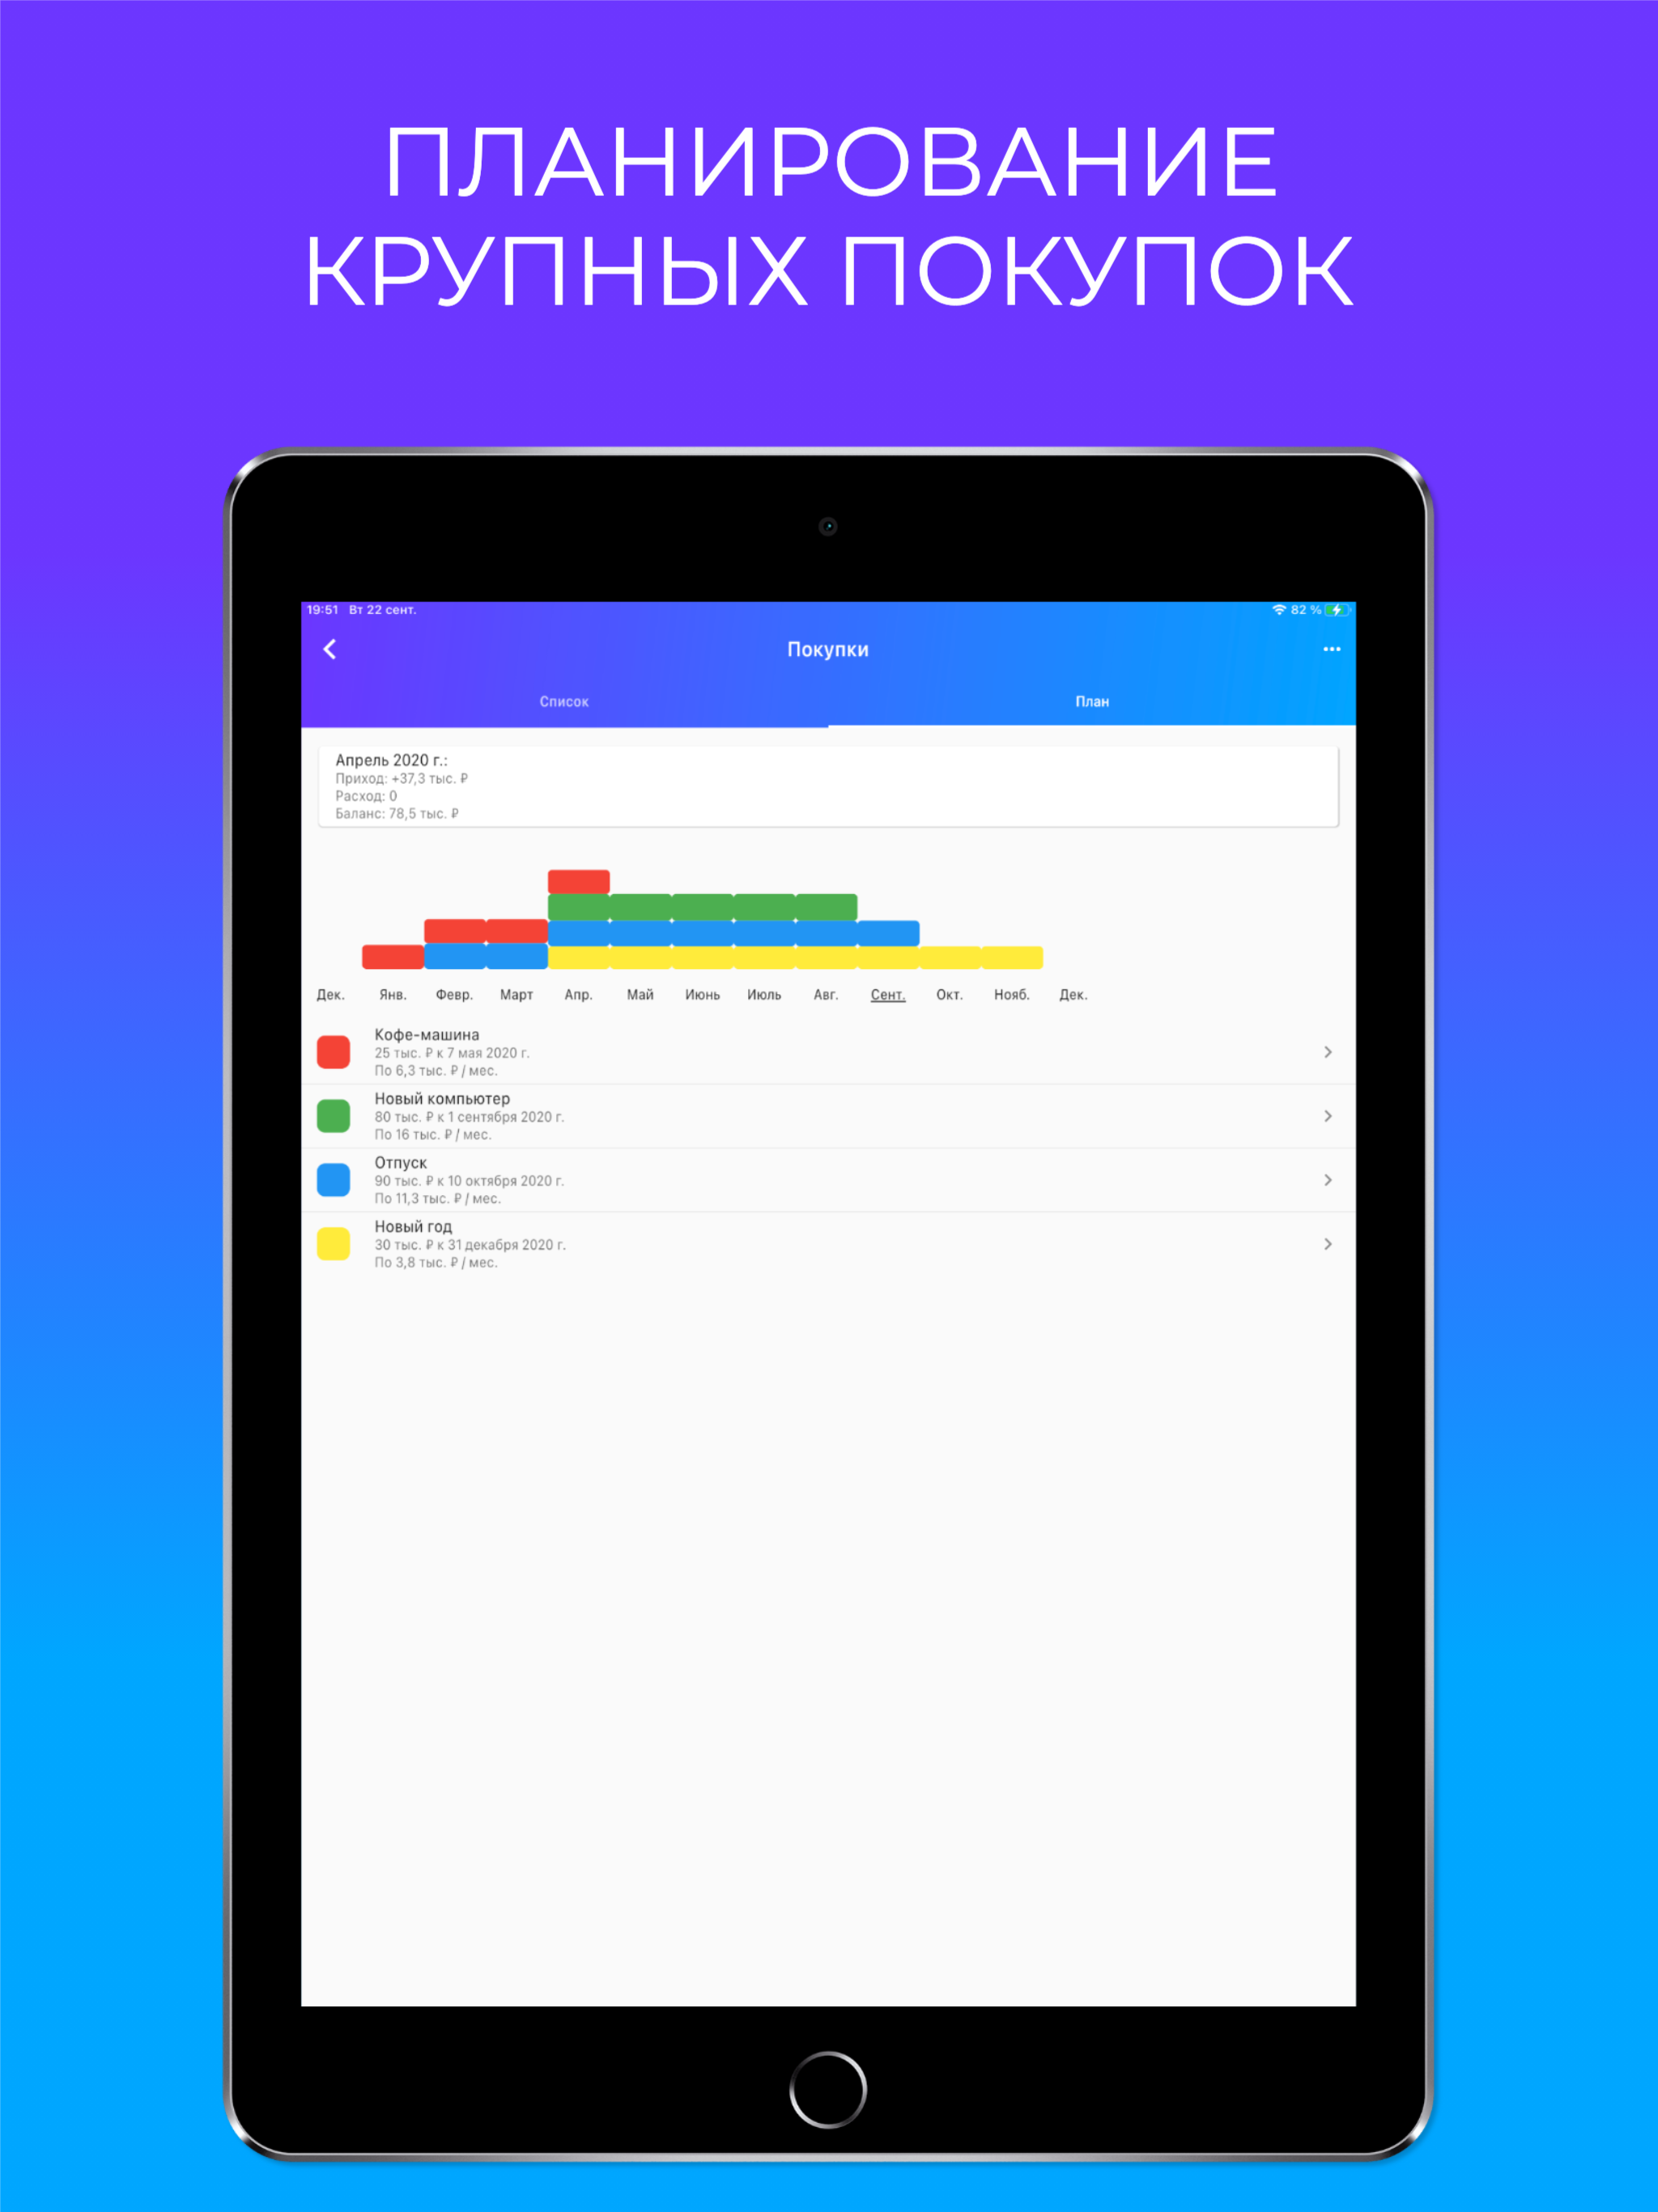 ПЛАНИРОВАНИЕ
КРУПНЫХ ПОКУПОК
19:51 Вт 22 сент. 82 %
Покупки
Список План
Апрель 2020 г.:
Приход: +37,3 тыс. ₽
Расход: 0
Баланс: 78,5 тыс. ₽
Дек. Янв. Февр. Март Апр. Май Июнь Июль Авг. Сент. Окт. Нояб. Дек.
Кофе-машина
25 тыс. ₽ к 7 мая 2020 г.
По 6,3 тыс. ₽ / мес.
Новый компьютер
80 тыс. ₽ к 1 сентября 2020 г.
По 16 тыс. ₽ / мес.
Отпуск
90 тыс. ₽ к 10 октября 2020 г.
По 11,3 тыс. ₽ / мес.
Новый год
30 тыс. ₽ к 31 декабря 2020 г.
По 3,8 тыс. ₽ / мес.